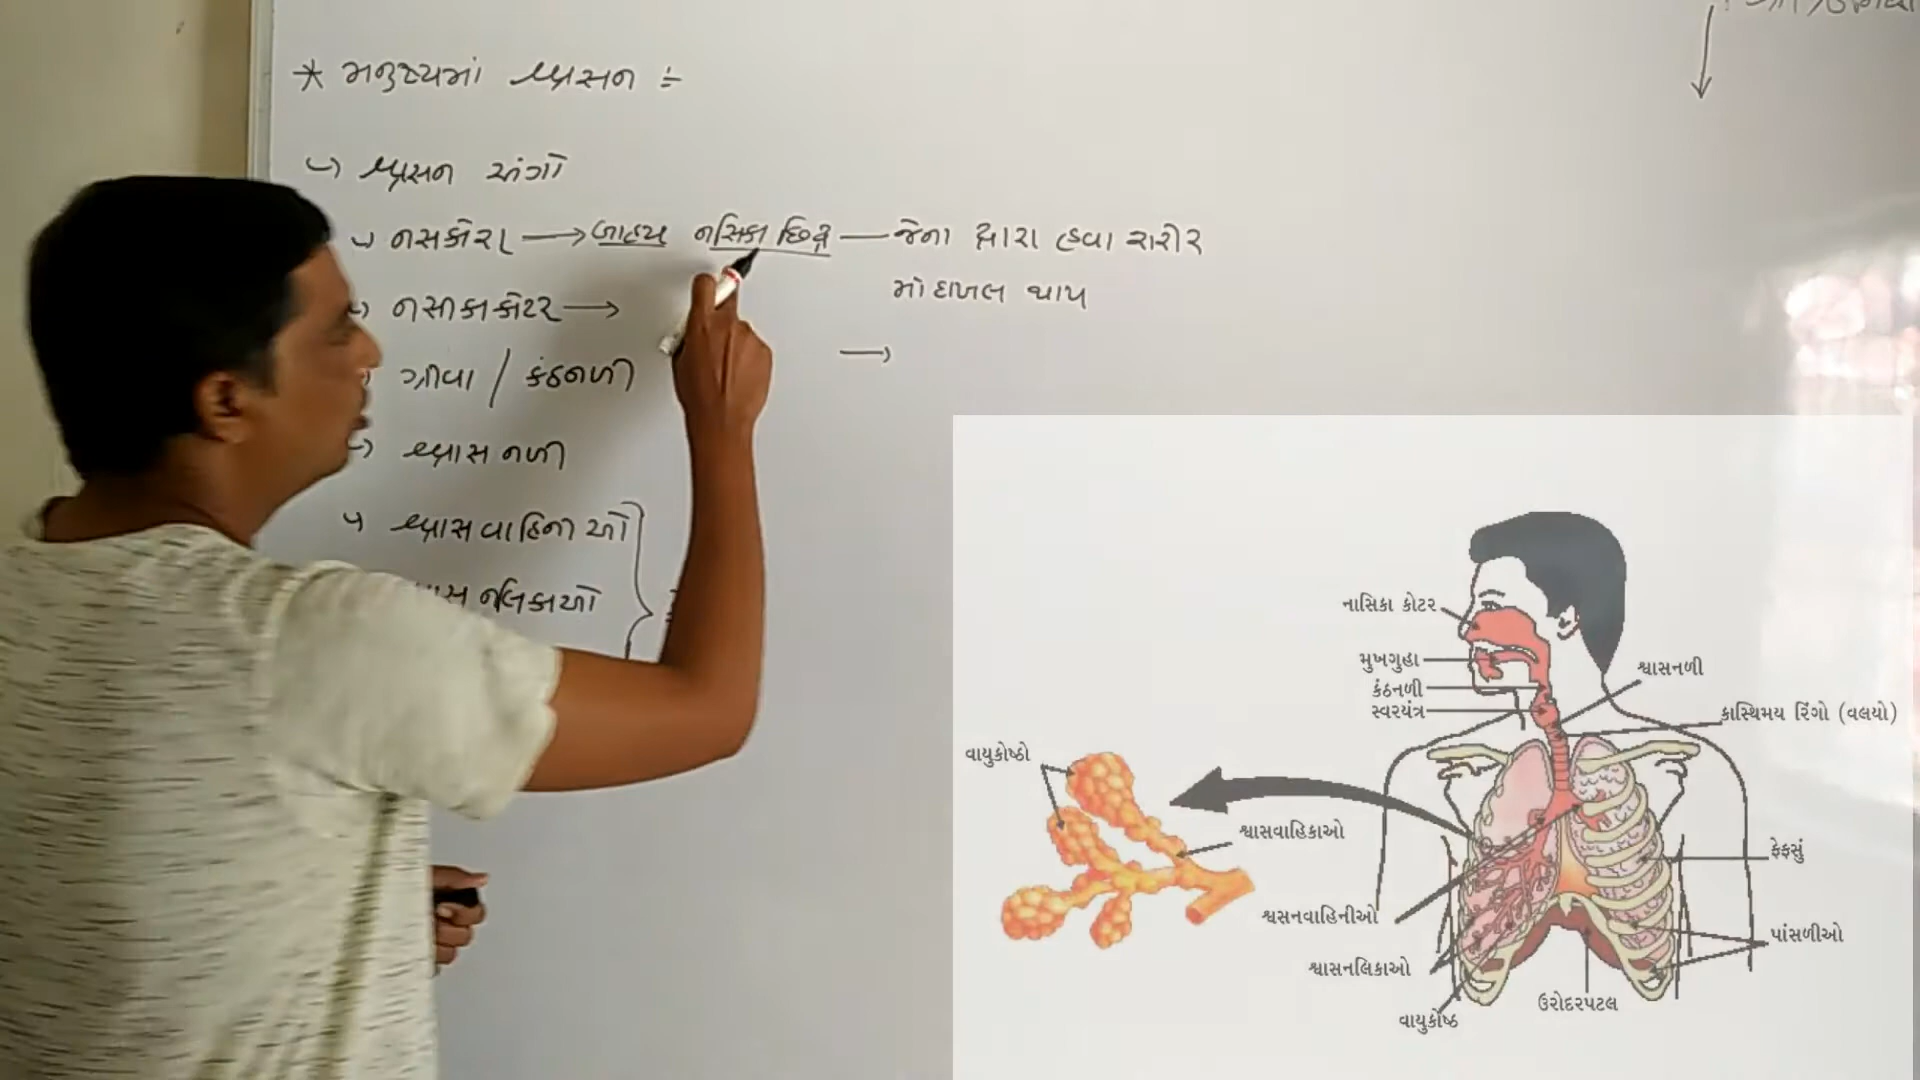 * મનુષ્યમાં શ્વસન :-
શ્વસન અંગો
નસકોરાં → બાહ્ય નસિકા છિદ્ર — જેના દ્વારા હવા શરીર
માં દાખલ થાય
નસીકાકોટર →
ગ્રીવા / કંઠનળી
શ્વાસનળી
શ્વાસવાહિનીઓ
નલિકાઓ
નાસિકા કોટર
મુખગુહા
શ્વાસનળી
કંઠનળી
સ્વરયંત્ર
કાસ્થિમય રિંગો (વલયો)
વાયુકોષ્ઠો
શ્વાસવાહિકાઓ
ફેફસું
શ્વસનવાહિનીઓ
પાંસળીઓ
શ્વાસનલિકાઓ
ઉરોદરપટલ
વાયુકોષ્ઠ